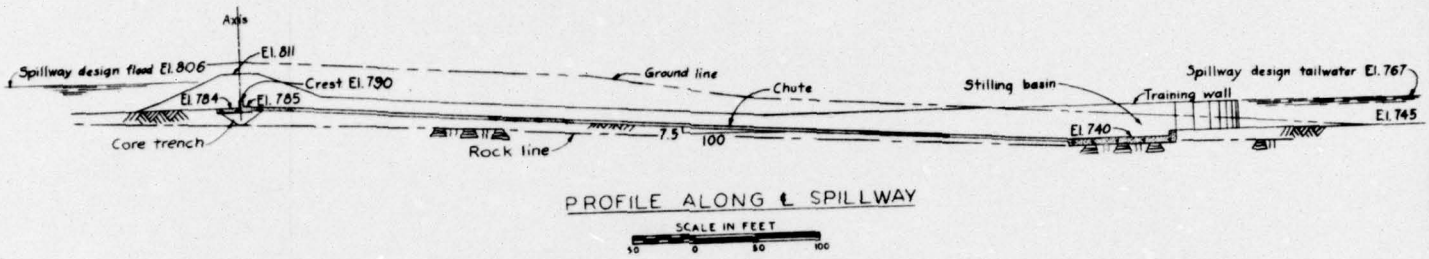 Axis
El. 811
Spillway design flood El. 806
Crest El. 790
Ground line
Chute
Stilling basin
Spillway design tailwater El. 767
Training wall
El. 784
El. 785
El. 745
Core trench
Rock line
7.5
100
El. 740
PROFILE ALONG ℄ SPILLWAY
SCALE IN FEET
50 0 50 100